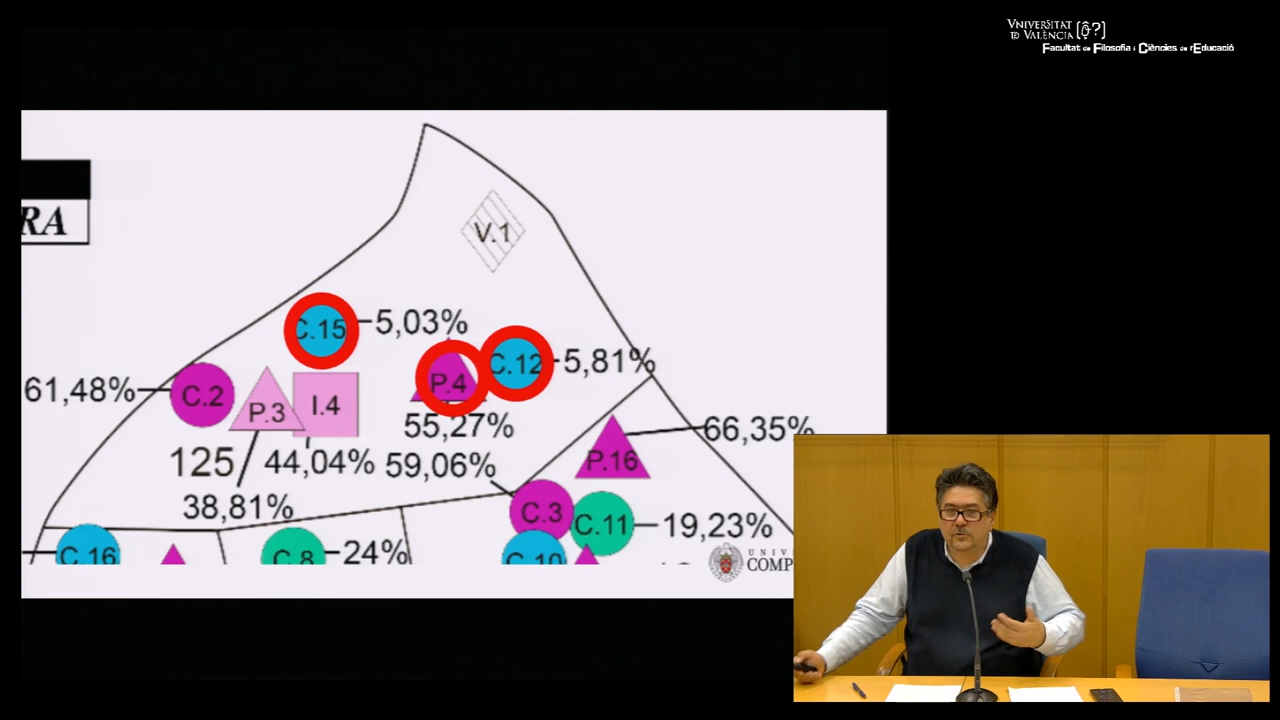 VNIVERSITAT
DE VALÈNCIA
Facultat de Filosofia i Ciències de l'Educació
RA
V.1
C.15
5,03%
C.12
5,81%
P.4
55,27%
61,48%
C.2
P.3
I.4
125
44,04%
38,81%
59,06%
66,35%
P.16
C.3
C.11
19,23%
C.16
C.8
24%
C.10
UNIV
COMP